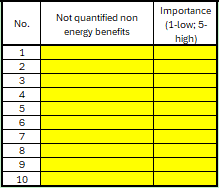 No.
Not quantified non
energy benefits
Importance
(1-low; 5-
high)
1
2
3
4
5
6
7
8
9
10